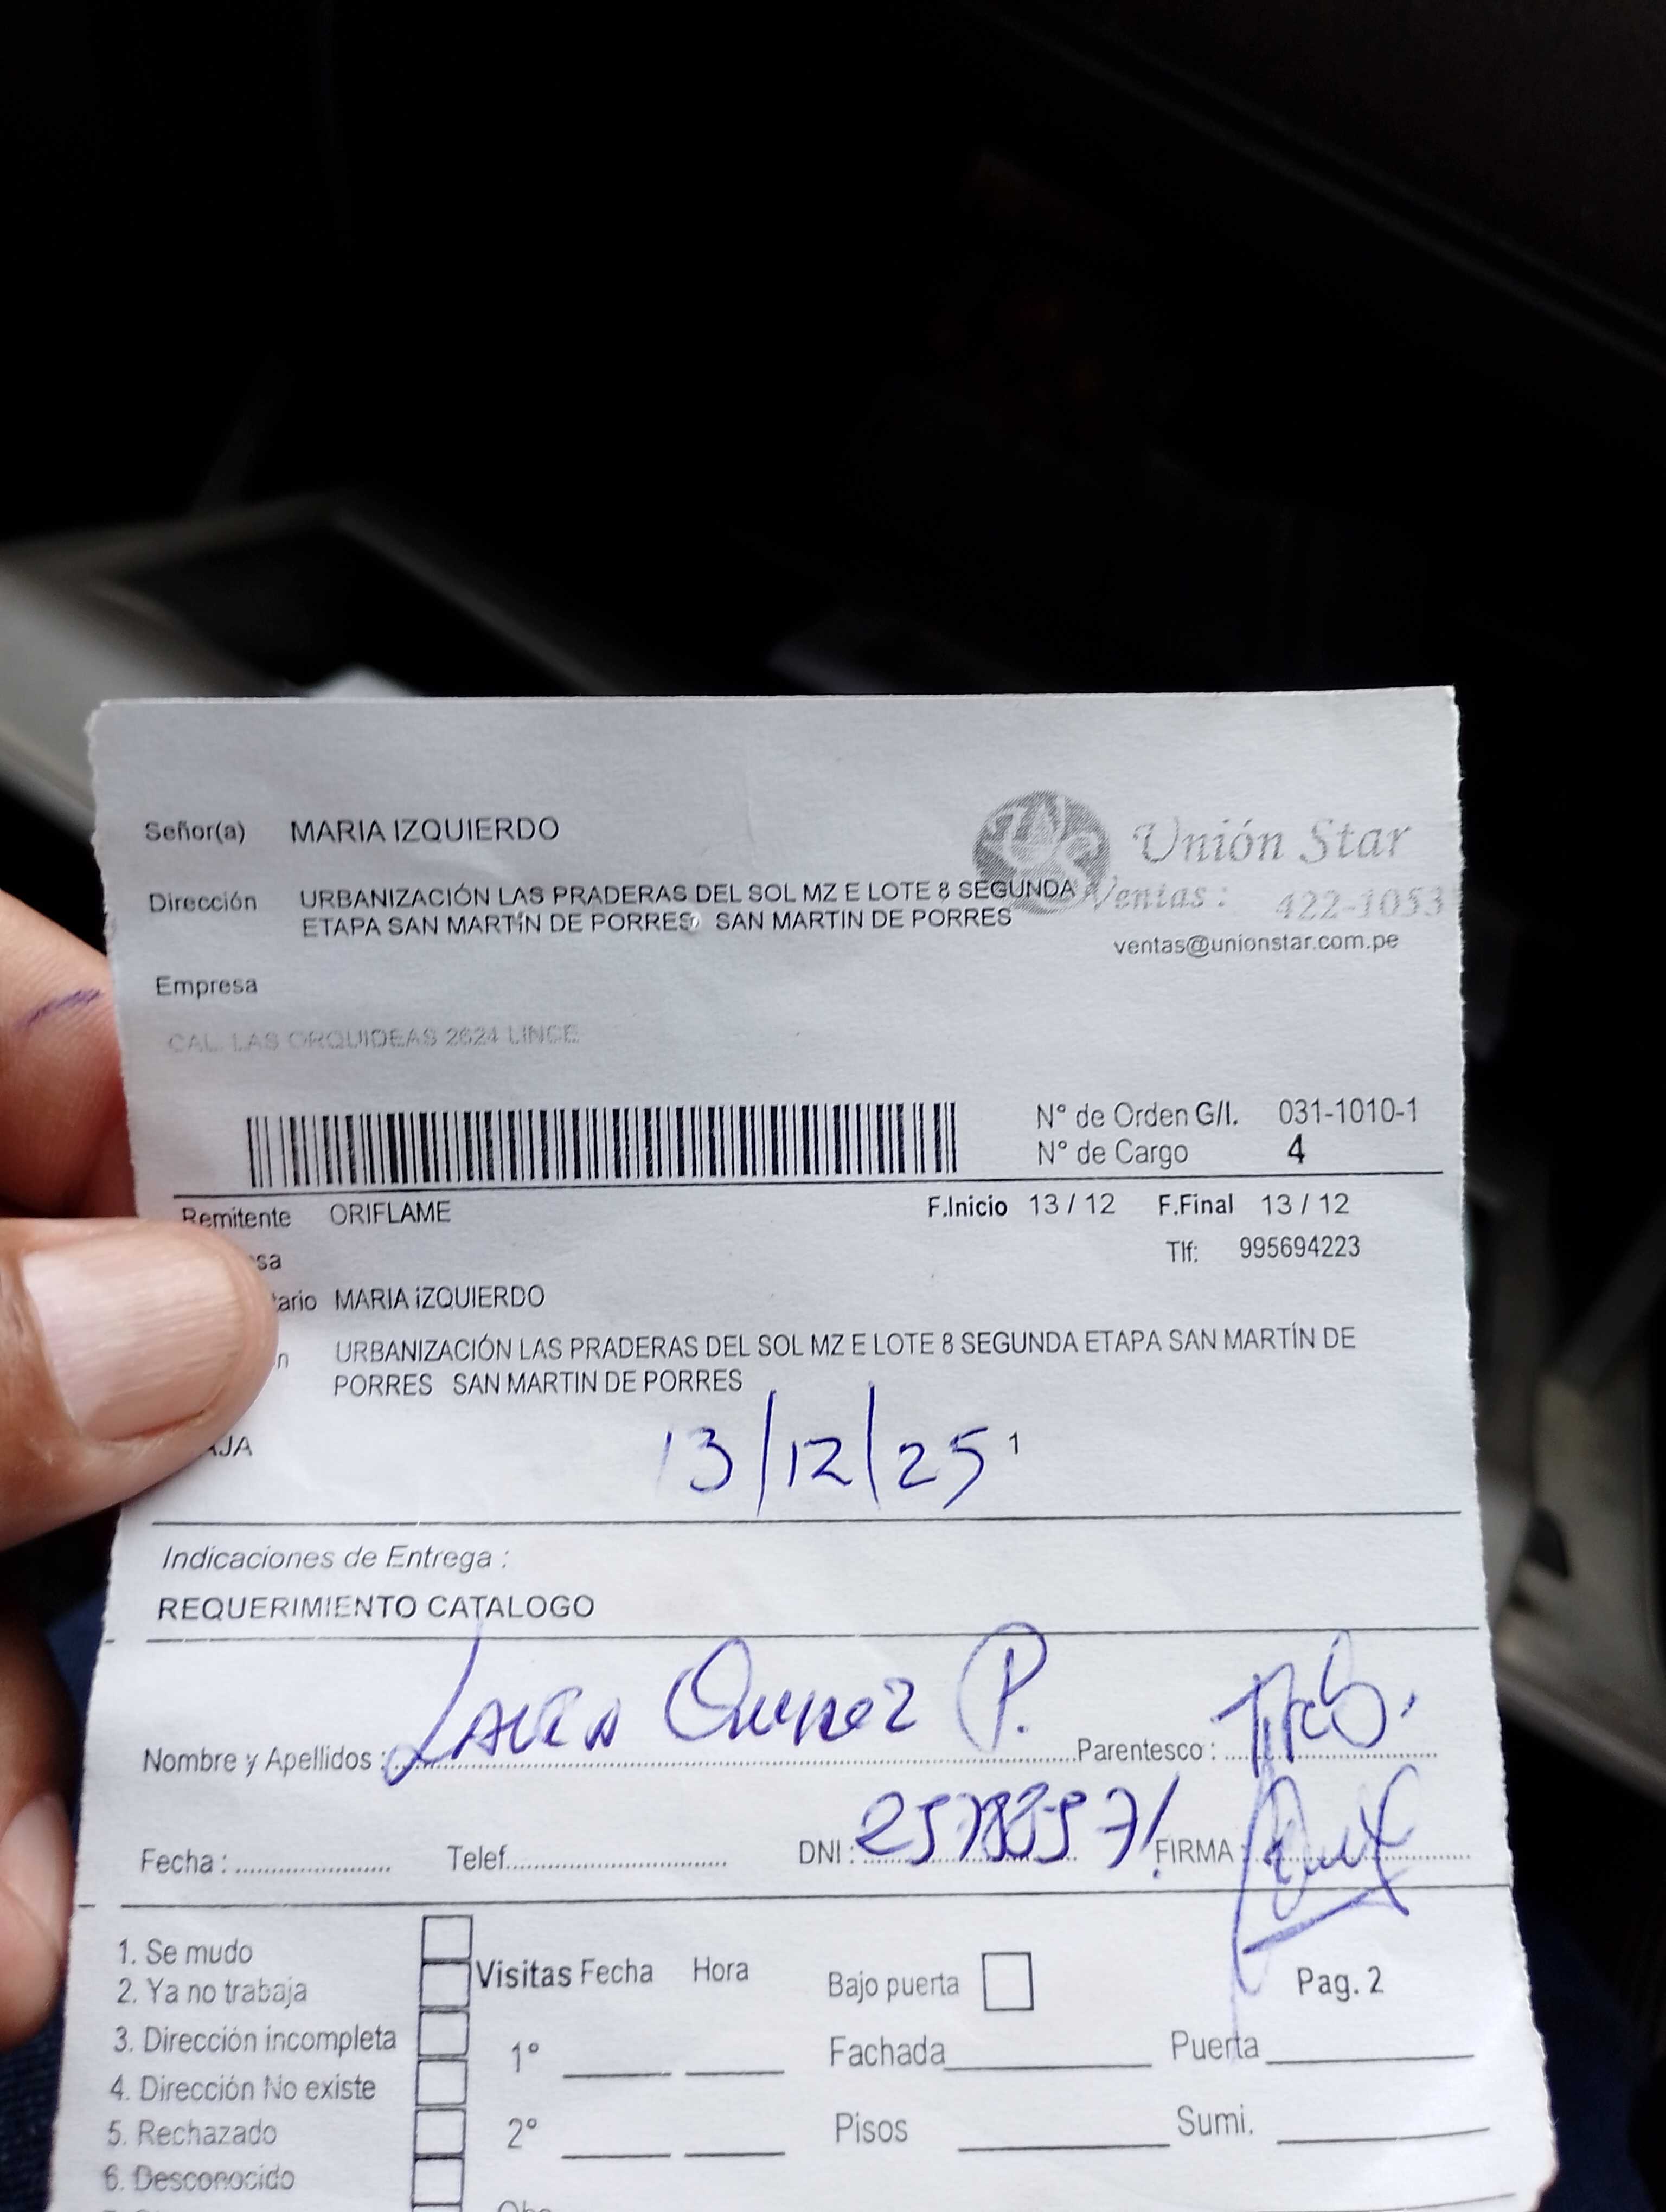 Señor(a) MARIA IZQUIERDO
Unión Star
Dirección URBANIZACIÓN LAS PRADERAS DEL SOL MZ E LOTE 8 SEGUNDA
ETAPA SAN MARTÍN DE PORRES SAN MARTIN DE PORRES
Ventas : 422-1053
ventas@unionstar.com.pe
Empresa
CAL. LAS ORQUIDEAS 2624 LINCE
N° de Orden G/I. 031-1010-1
N° de Cargo 4
Remitente ORIFLAME F.Inicio 13 / 12 F.Final 13 / 12
sa Tlf: 995694223
tario MARIA IZQUIERDO
n URBANIZACIÓN LAS PRADERAS DEL SOL MZ E LOTE 8 SEGUNDA ETAPA SAN MARTÍN DE
PORRES SAN MARTIN DE PORRES
AJA 13/12/25 1
Indicaciones de Entrega :
REQUERIMIENTO CATALOGO
Nombre y Apellidos : P. Parentesco :
Fecha : Telef. DNI : FIRMA :
1. Se mudo
2. Ya no trabaja Visitas Fecha Hora Bajo puerta Pag. 2
3. Dirección incompleta 1° Fachada Puerta
4. Dirección No existe
5. Rechazado 2° Pisos Sumi.
6. Desconocido